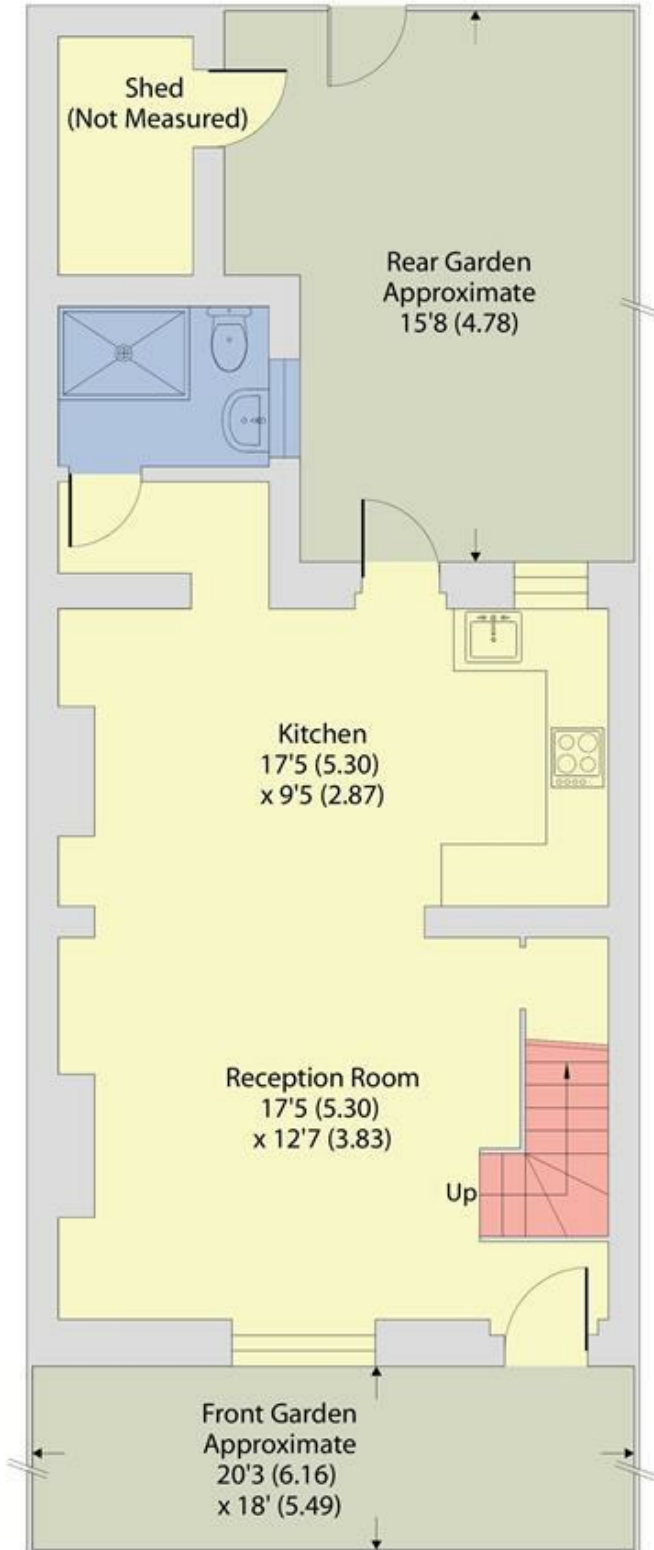 Shed
(Not Measured)
Rear Garden
Approximate
15'8 (4.78)
Kitchen
17'5 (5.30)
x 9'5 (2.87)
Reception Room
17'5 (5.30)
x 12'7 (3.83)
Up
Front Garden
Approximate
20'3 (6.16)
x 18' (5.49)